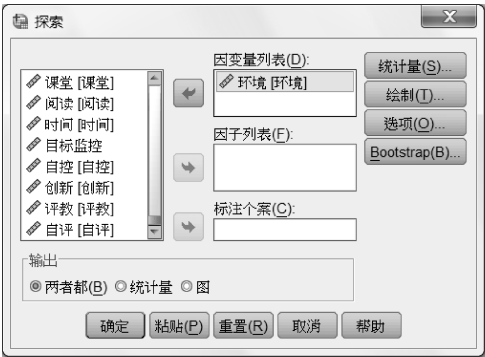 探索
课堂 [课堂]
阅读 [阅读]
时间 [时间]
目标监控
自控 [自控]
创新 [创新]
评教 [评教]
自评 [自评]
因变量列表(D):
环境 [环境]
因子列表(F):
标注个案(C):
统计量(S)...
绘制(T)...
选项(O)...
Bootstrap(B)...
输出
两者都(B) 统计量 图
确定 粘贴(P) 重置(R) 取消 帮助